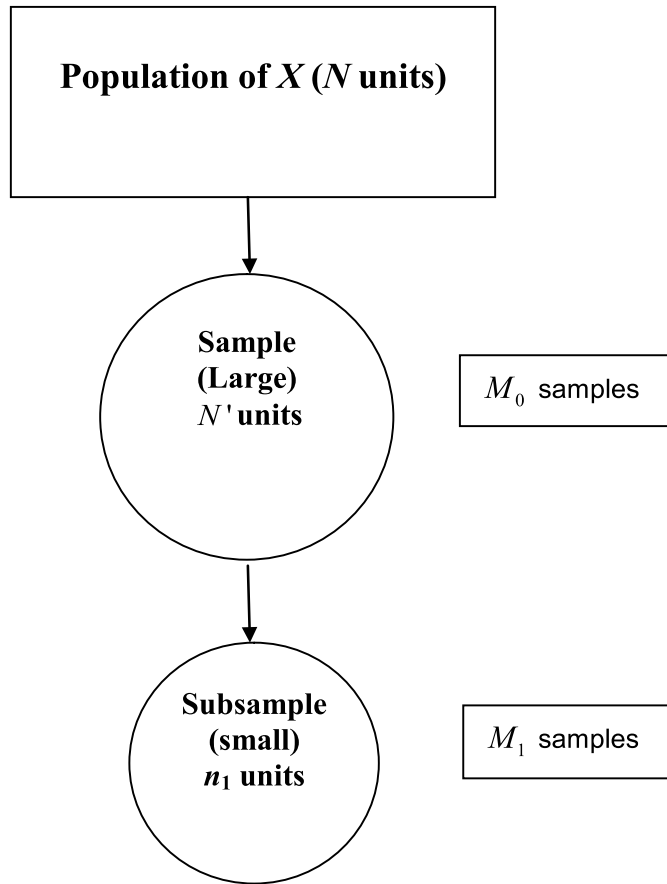 Population of X (N units)
Sample
(Large)
N' units
M₀ samples
Subsample
(small)
n₁ units
M₁ samples